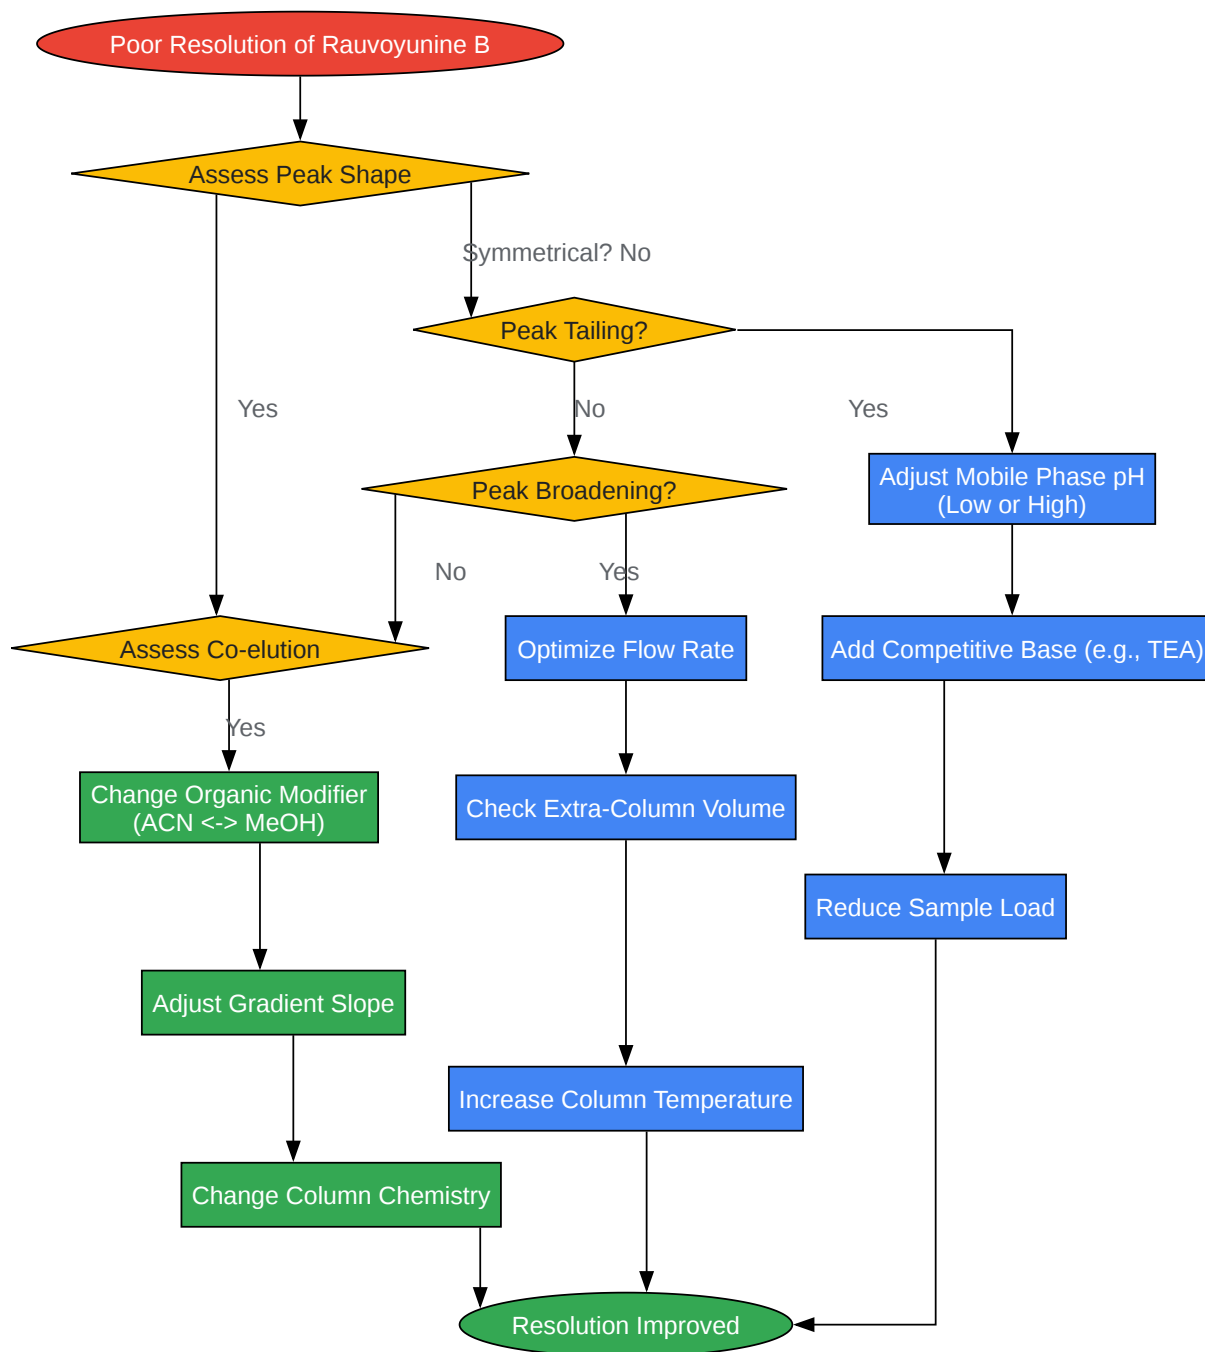 Poor Resolution of Rauvoyunine B
Assess Peak Shape
Symmetrical? No
Peak Tailing?
Yes
No
Yes
Peak Broadening?
Adjust Mobile Phase pH
(Low or High)
No
Yes
Assess Co-elution
Optimize Flow Rate
Add Competitive Base (e.g., TEA)
Yes
Change Organic Modifier
(ACN <-> MeOH)
Check Extra-Column Volume
Reduce Sample Load
Adjust Gradient Slope
Increase Column Temperature
Change Column Chemistry
Resolution Improved